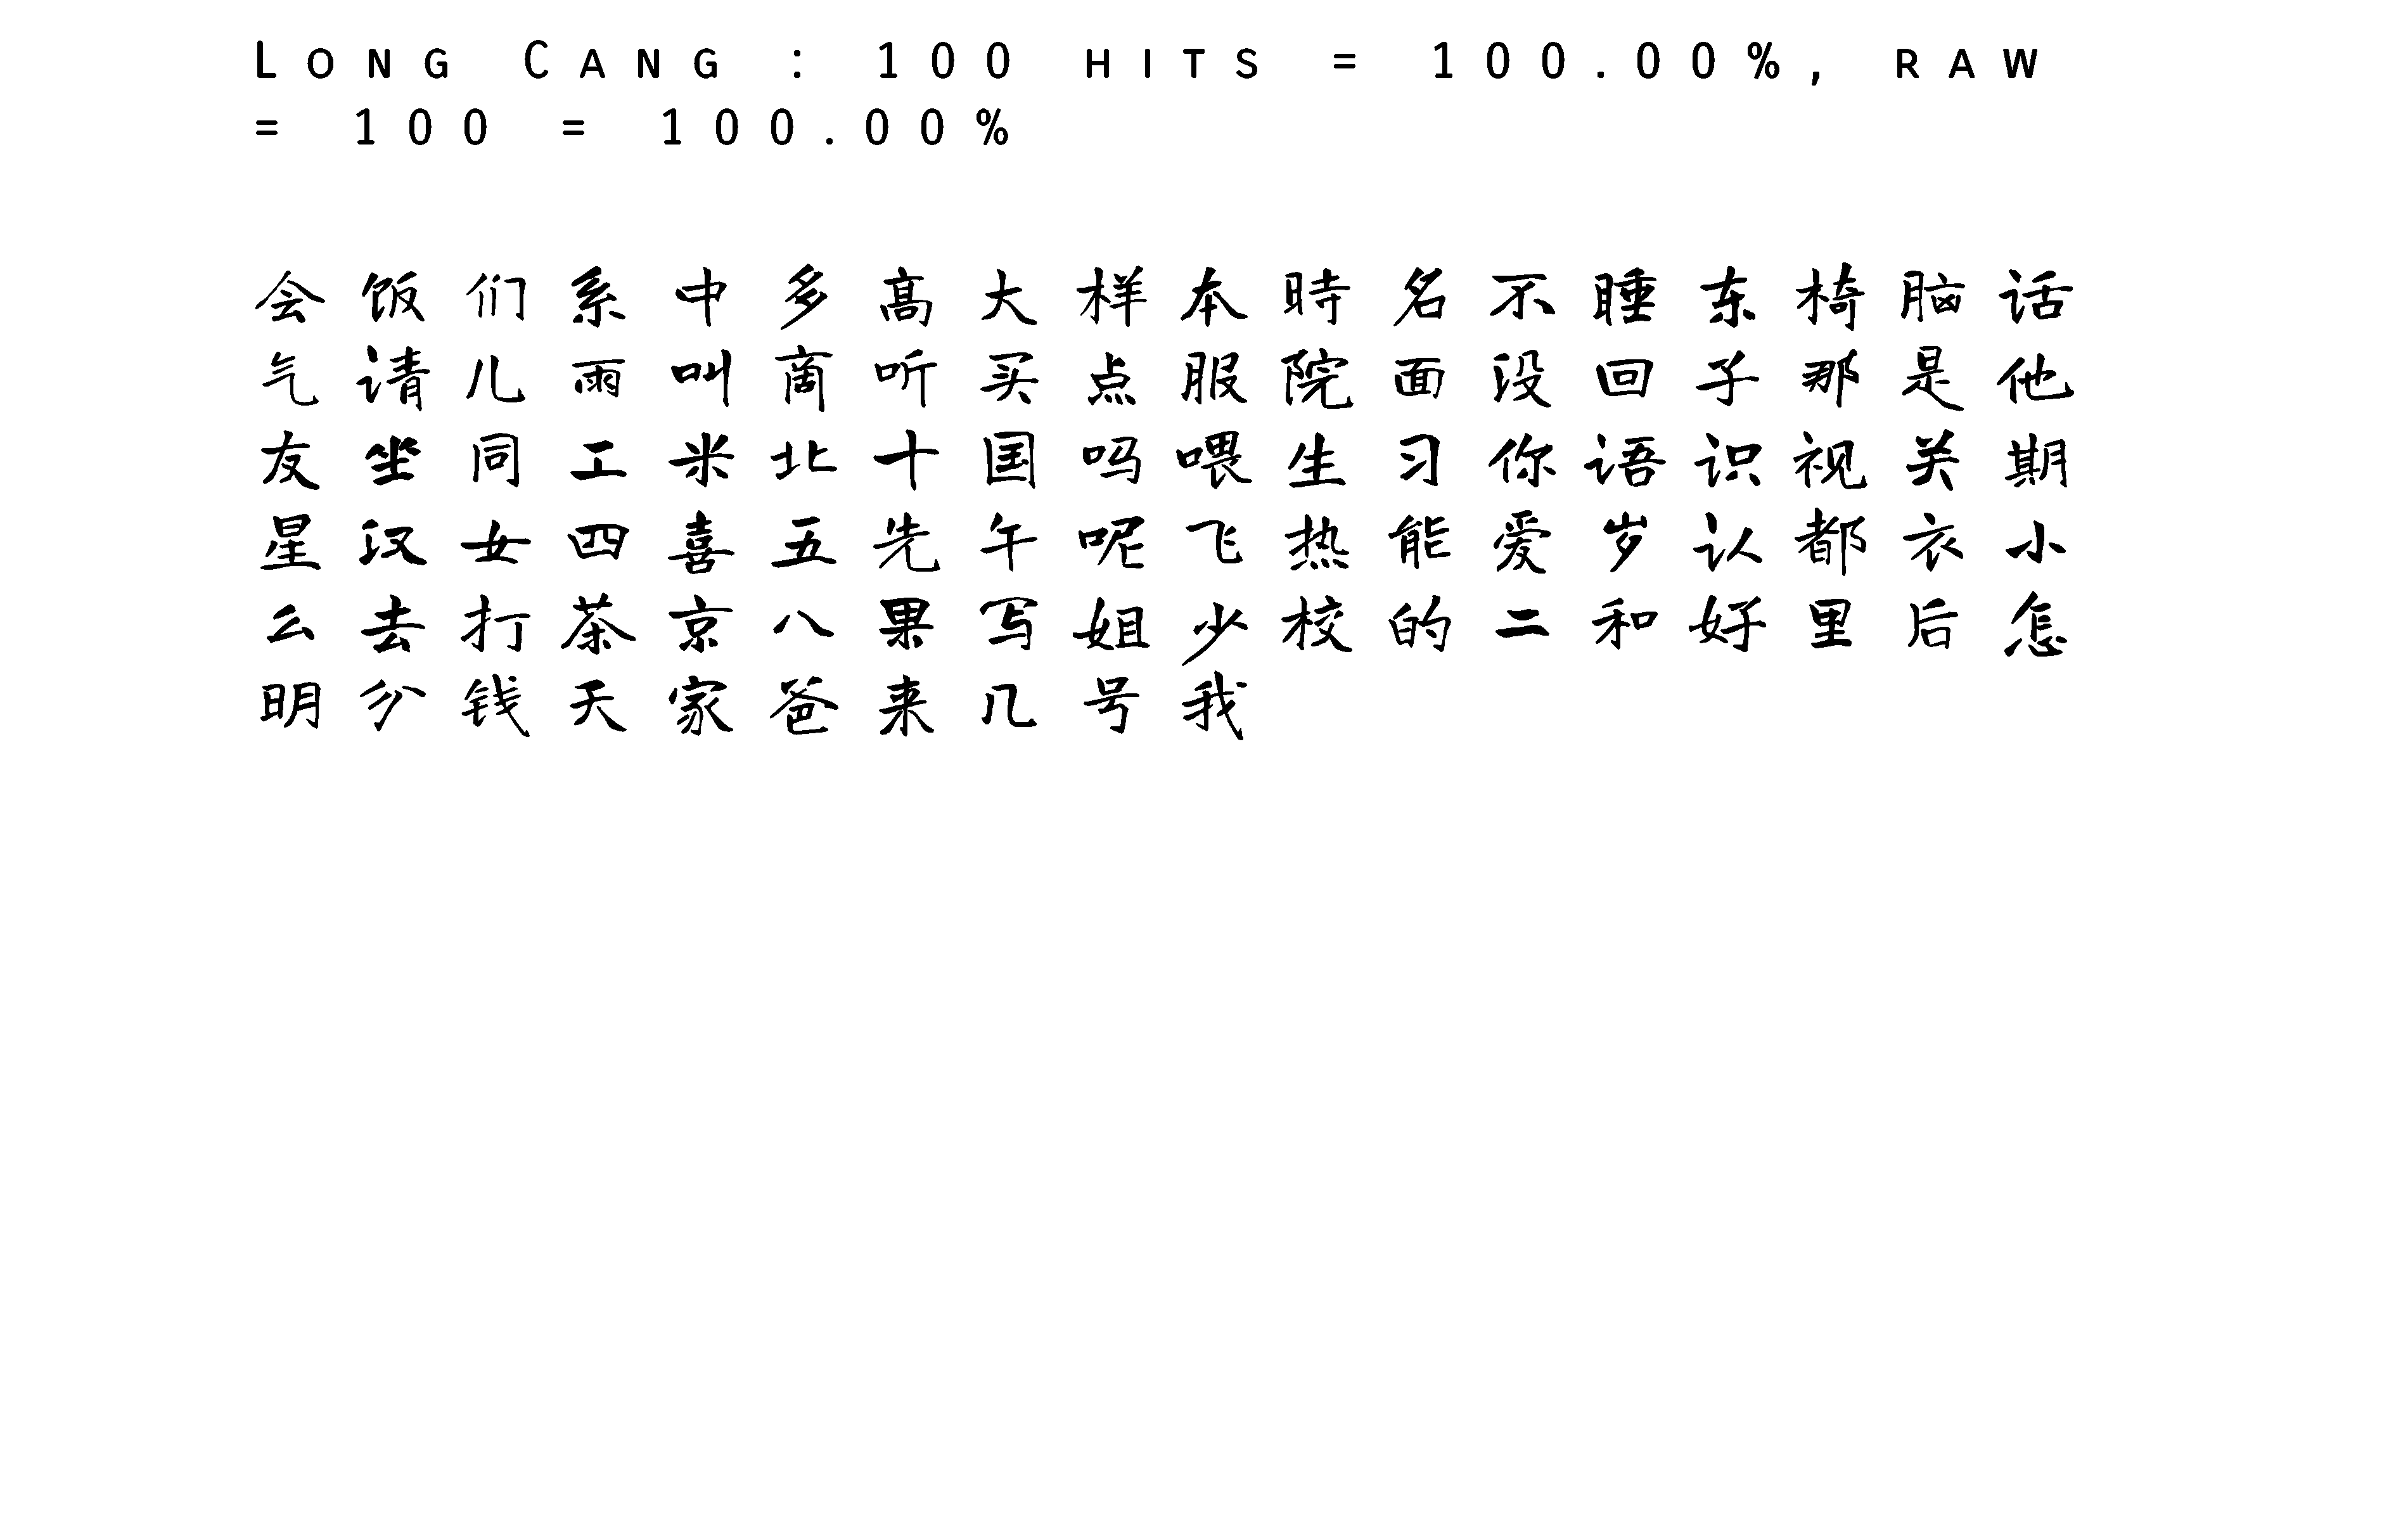 Long Cang : 100 hits = 100.00%, raw
= 100 = 100.00%
会 饭 们 系 中 多 高 大 样 本 時 名 不 睡 东 椅 脑 话
气 请 儿 雨 叫 商 听 买 点 服 院 面 没 回 子 那 是 他
友 坐 同 工 米 北 十 国 吗 喂 生 习 你 语 识 视 关 期
星 汉 女 四 喜 五 先 午 呢 飞 热 能 爱 岁 认 都 衣 小
么 去 打 茶 京 八 果 写 姐 少 校 的 二 和 好 里 后 怎
明 分 钱 天 家 爸 来 几 号 我